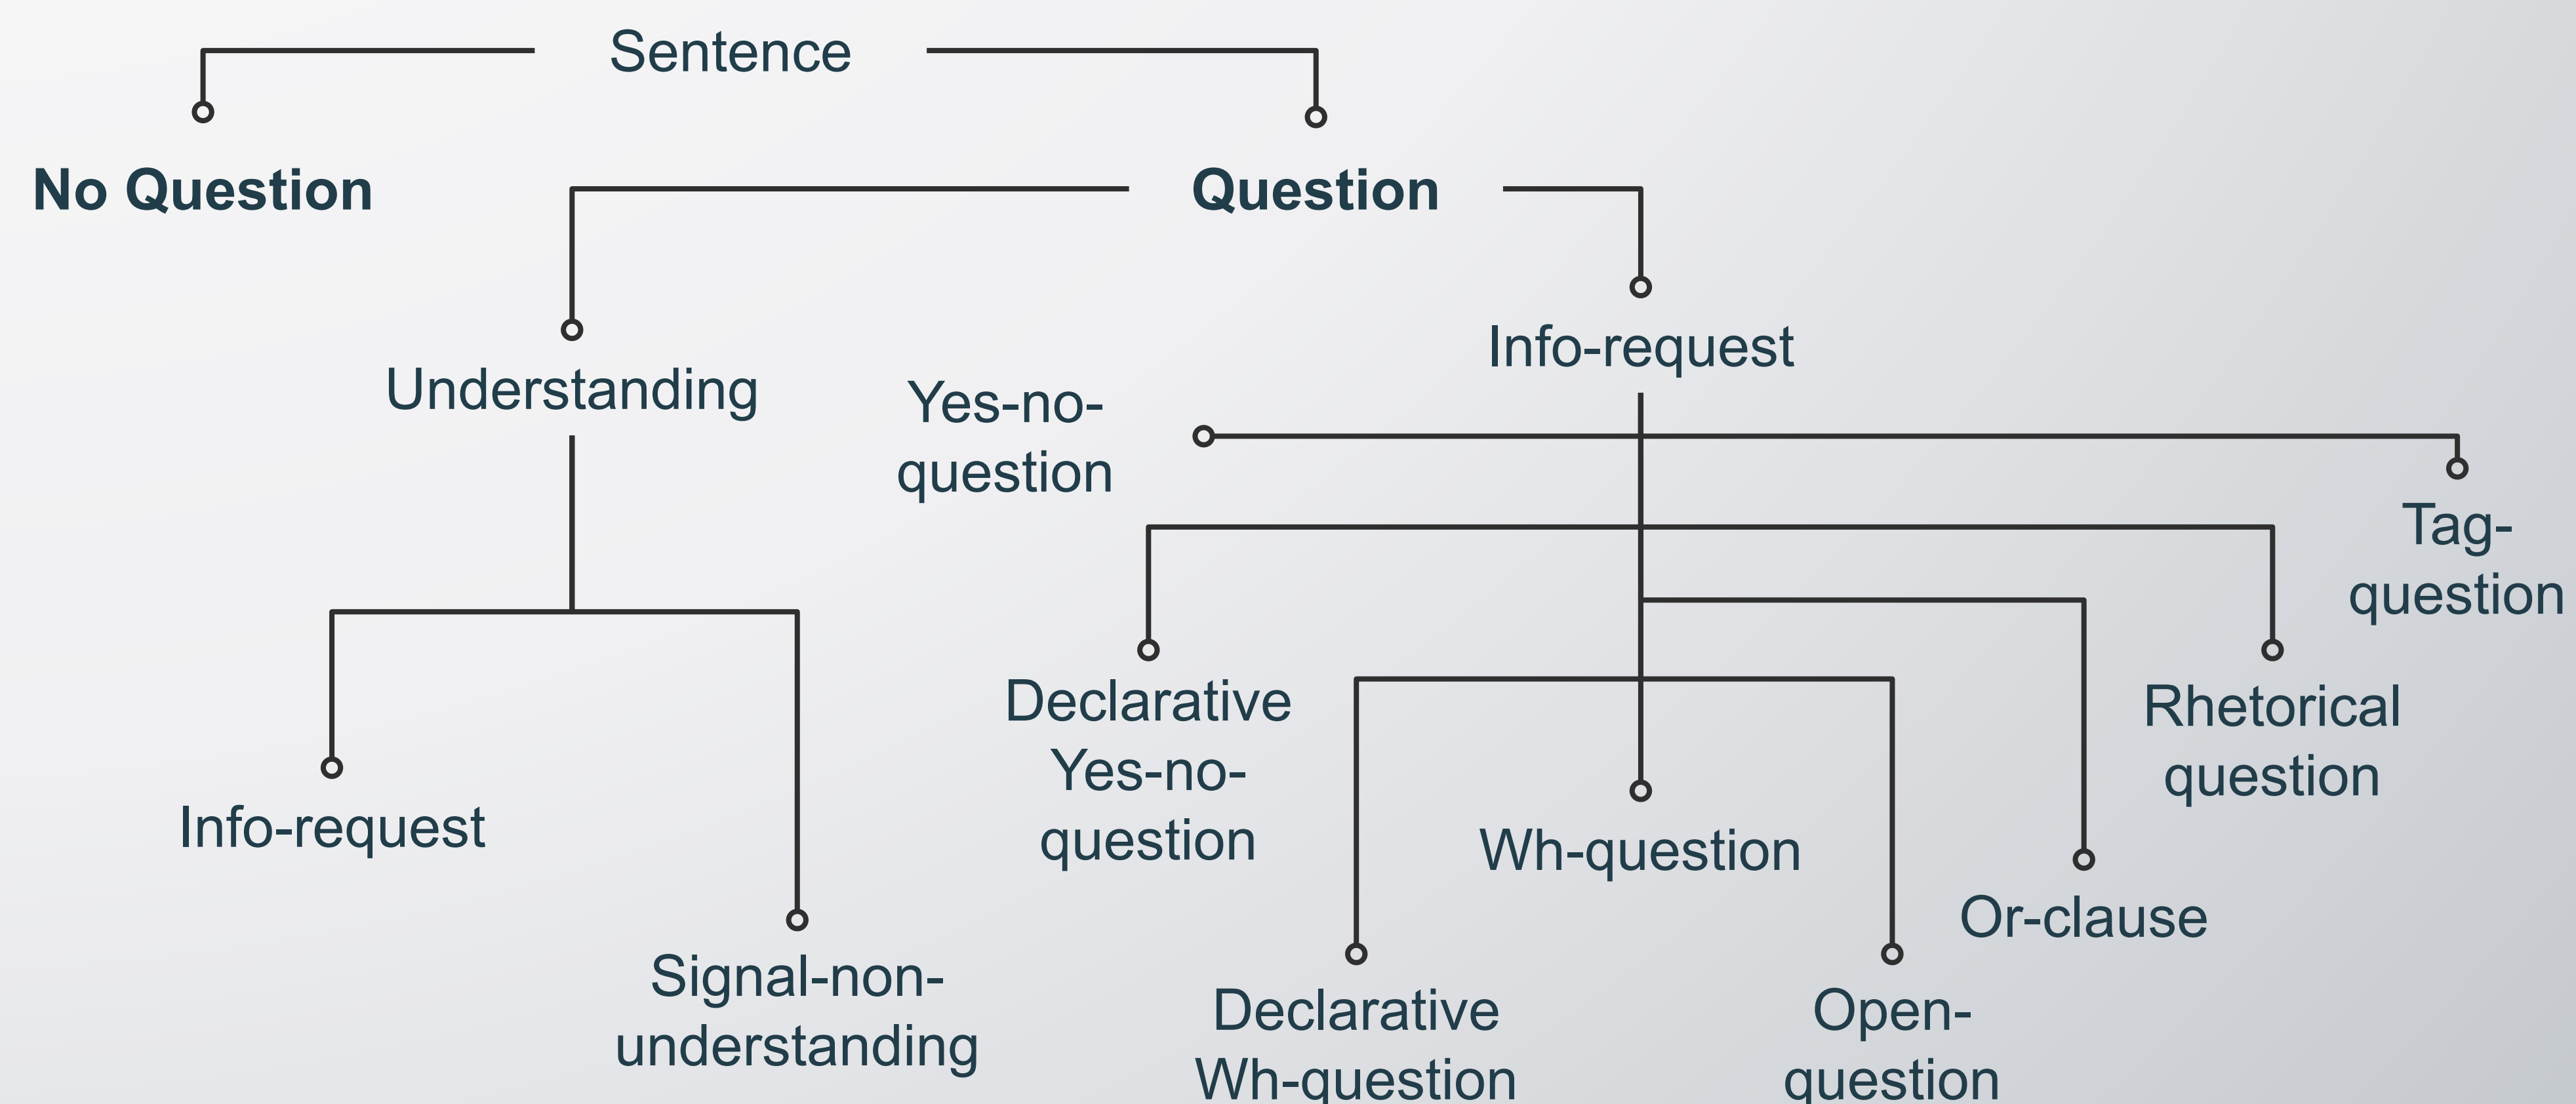 Sentence
No Question
Question
Understanding
Info-request
Yes-no-
question
Tag-
question
Info-request
Signal-non-
understanding
Declarative
Yes-no-
question
Declarative
Wh-question
Wh-question
Open-
question
Or-clause
Rhetorical
question